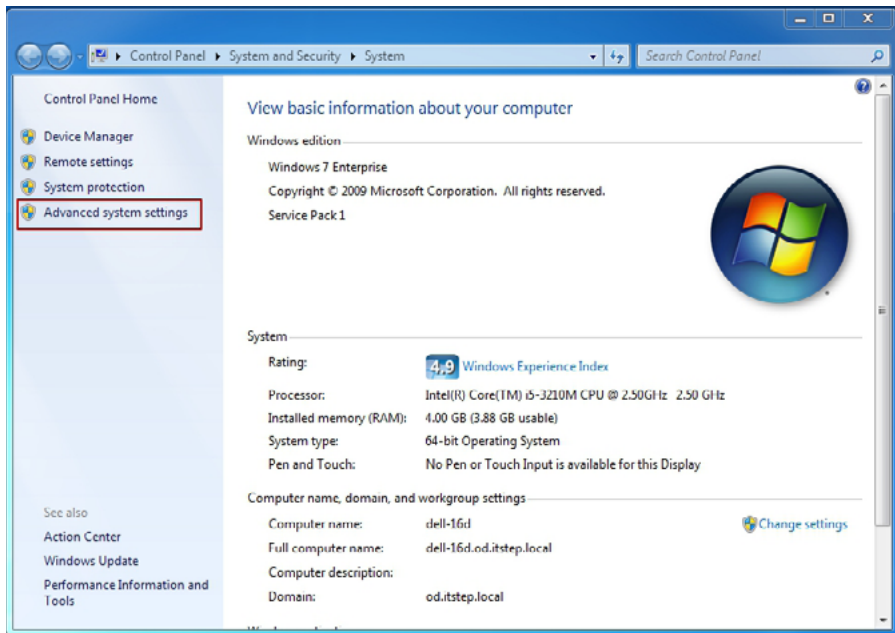 Control Panel ▸ System and Security ▸ System
Search Control Panel
Control Panel Home
Device Manager
Remote settings
System protection
Advanced system settings
See also
Action Center
Windows Update
Performance Information and
Tools
View basic information about your computer
Windows edition
Windows 7 Enterprise
Copyright © 2009 Microsoft Corporation. All rights reserved.
Service Pack 1
System
Rating: 4,9 Windows Experience Index
Processor: Intel(R) Core(TM) i5-3210M CPU @ 2.50GHz 2.50 GHz
Installed memory (RAM): 4.00 GB (3.88 GB usable)
System type: 64-bit Operating System
Pen and Touch: No Pen or Touch Input is available for this Display
Computer name, domain, and workgroup settings
Computer name: dell-16d
Change settings
Full computer name: dell-16d.od.itstep.local
Computer description:
Domain: od.itstep.local